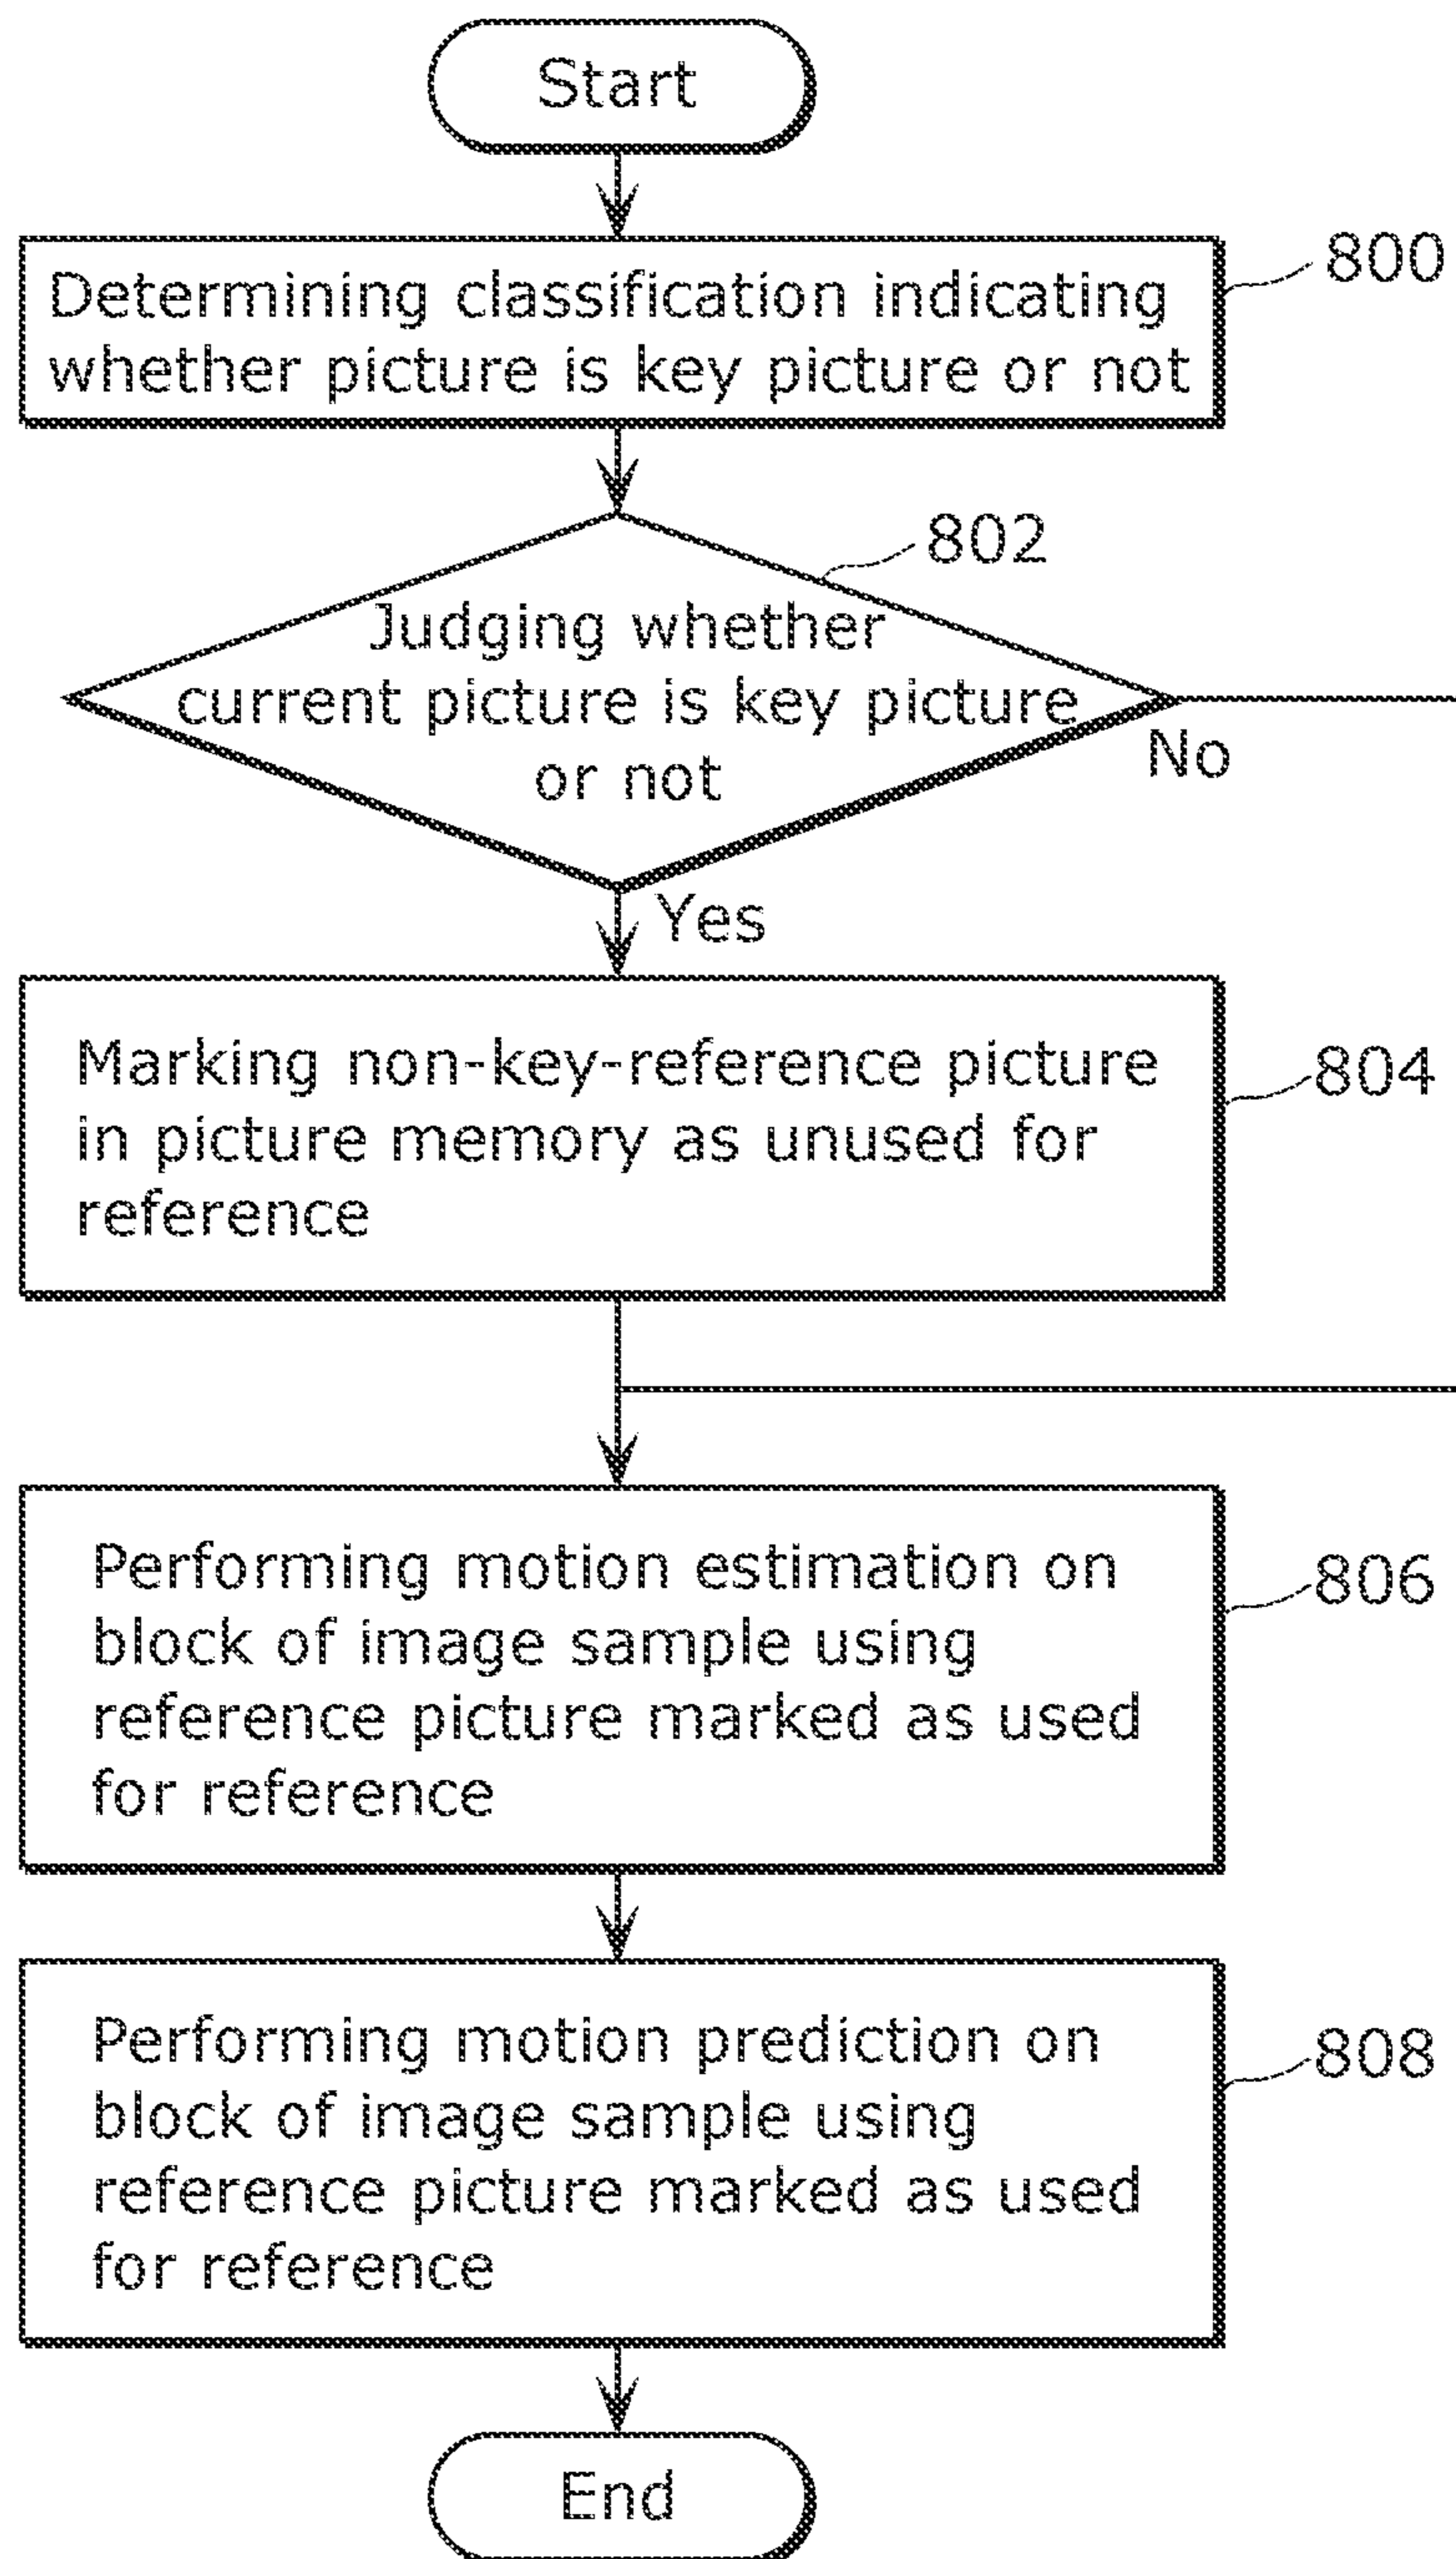 Start
800
Determining classification indicating
whether picture is key picture or not
802
Judging whether
current picture is key picture
or not
No
Yes
Marking non-key-reference picture
in picture memory as unused for
reference
804
Performing motion estimation on
block of image sample using
reference picture marked as used
for reference
806
Performing motion prediction on
block of image sample using
reference picture marked as used
for reference
808
End